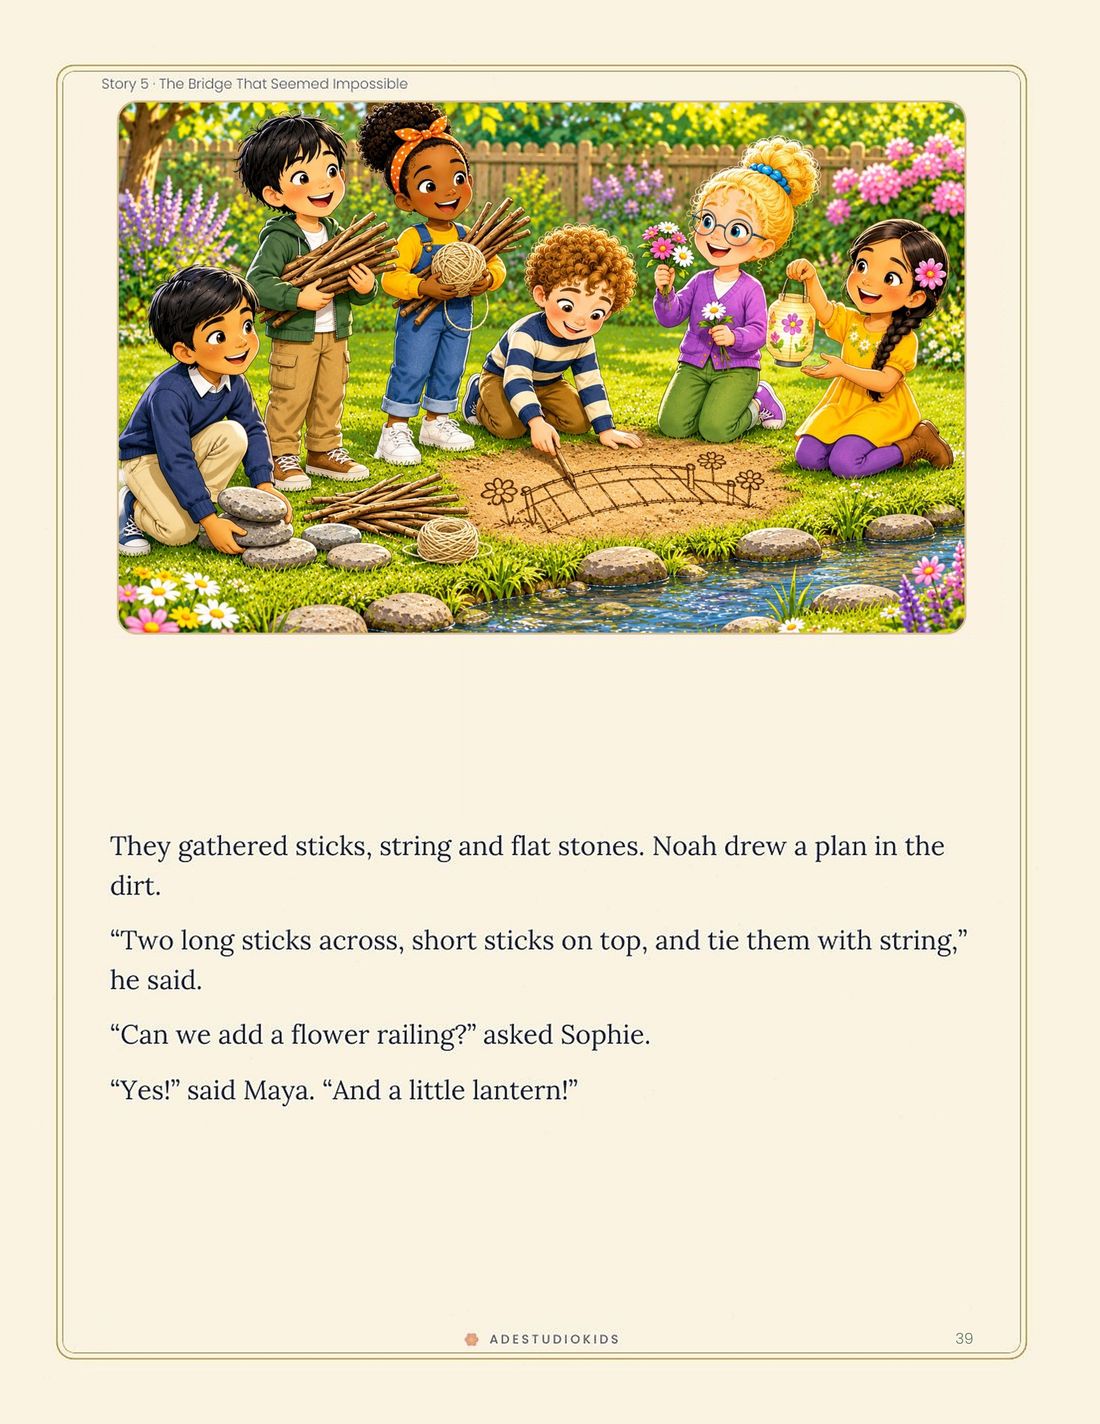 Story 5 · The Bridge That Seemed Impossible
They gathered sticks, string and flat stones. Noah drew a plan in the
dirt.
“Two long sticks across, short sticks on top, and tie them with string,”
he said.
“Can we add a flower railing?” asked Sophie.
“Yes!” said Maya. “And a little lantern!”
ADESTUDIOKIDS
39